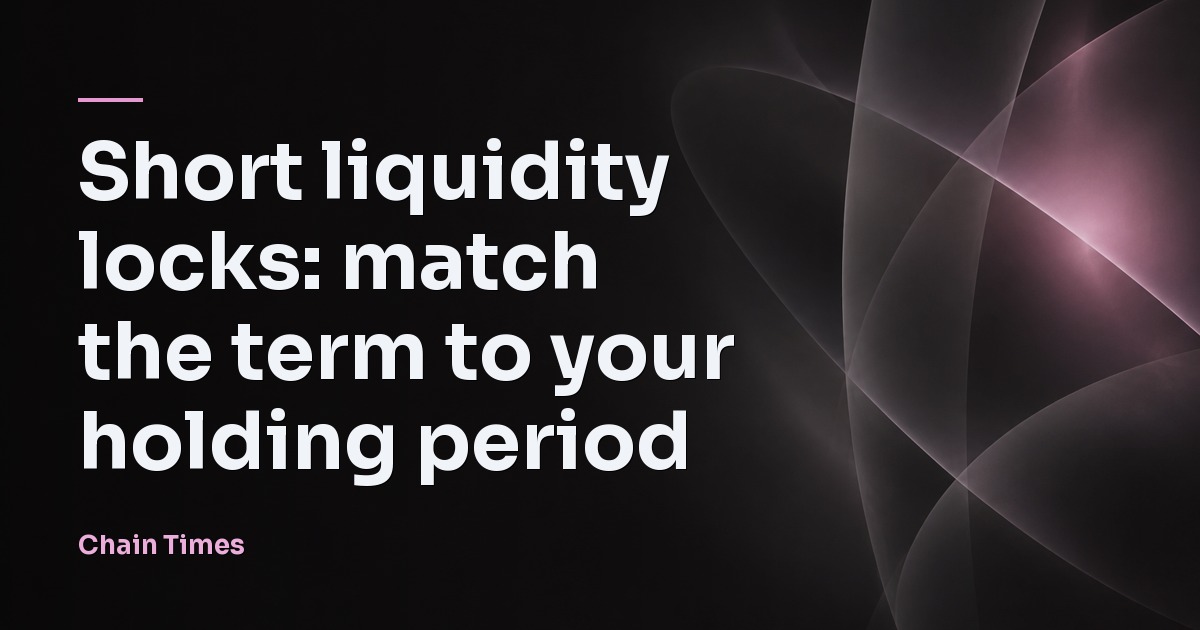 Short liquidity
locks: match
the term to your
holding period
Chain Times